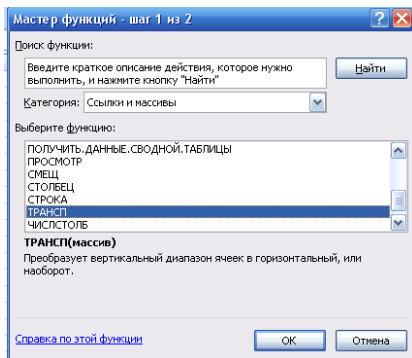 Мастер функций - шаг 1 из 2
Поиск функции:
Введите краткое описание действия, которое нужно
выполнить, и нажмите кнопку "Найти"
Найти
Категория: Ссылки и массивы
Выберите функцию:
ПОЛУЧИТЬ.ДАННЫЕ.СВОДНОЙ.ТАБЛИЦЫ
ПРОСМОТР
СМЕЩ
СТОЛБЕЦ
СТРОКА
ТРАНСП
ЧИСЛСТОЛБ
ТРАНСП(массив)
Преобразует вертикальный диапазон ячеек в горизонтальный, или
наоборот.
Справка по этой функции
ОК
Отмена